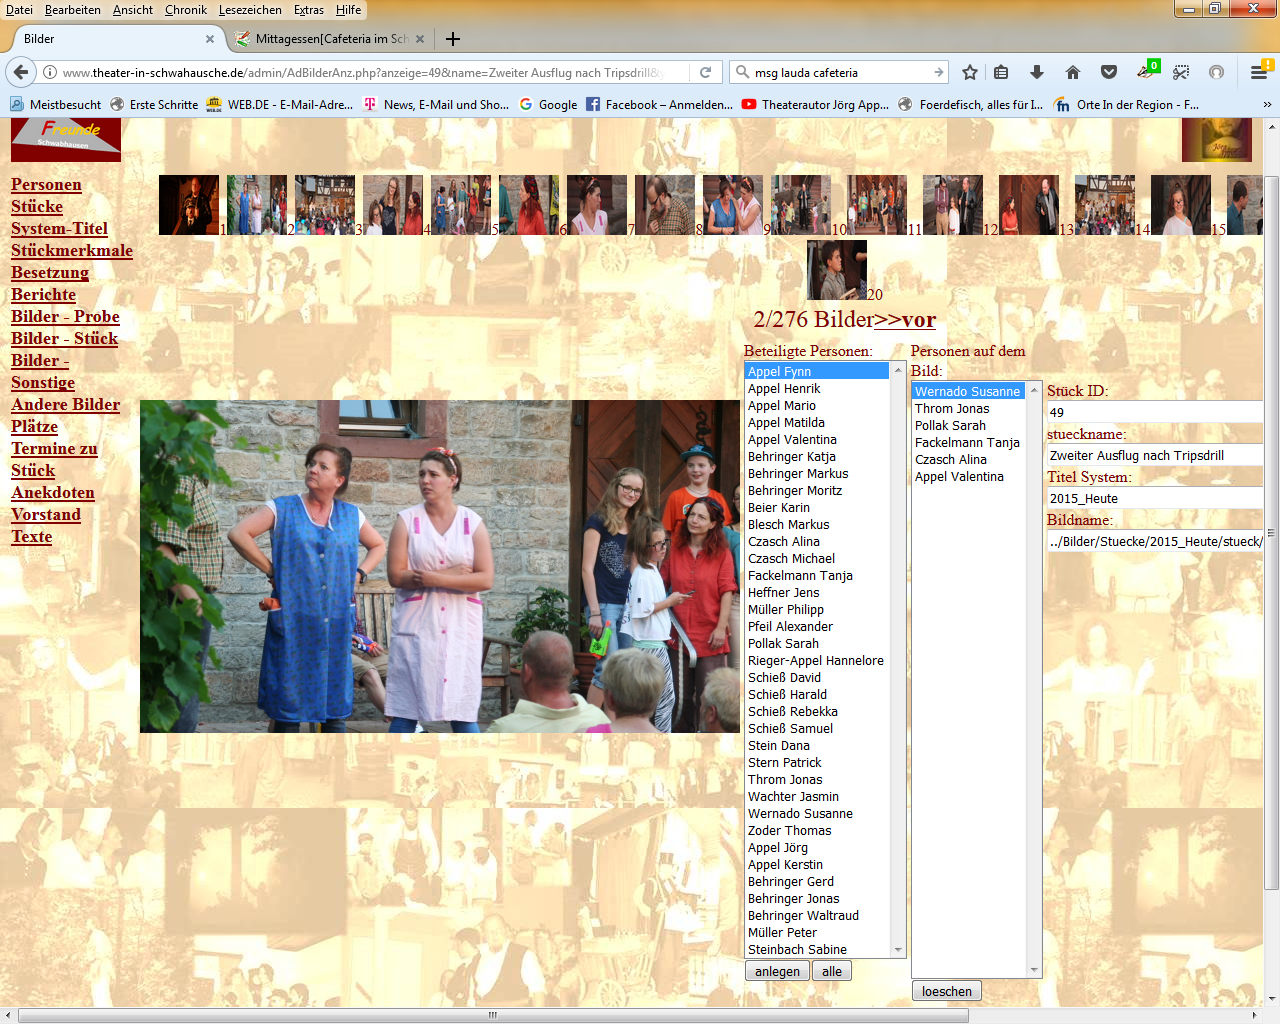 Datei Bearbeiten Ansicht Chronik Lesezeichen Extras Hilfe
Bilder
Mittagessen[Cafeteria im Sch
www.theater-in-schwahausche.de/admin/AdBilderAnz.php?anzeige=49&name=Zweiter Ausflug nach Tripsdrill&
msg lauda cafeteria
0
Meistbesucht Erste Schritte WEB.DE - E-Mail-Adre... News, E-Mail und Sho... Google Facebook – Anmelden... Theaterautor Jörg App... Foerdefisch, alles für I... Orte In der Region - F...
Freunde
Schwabhausen
Personen
Stücke
System-Titel
Stückmerkmale
Besetzung
Berichte
Bilder - Probe
Bilder - Stück
Bilder -
Sonstige
Andere Bilder
Plätze
Termine zu
Stück
Anekdoten
Vorstand
Texte
1 2 3 4 5 6 7 8 9 10 11 12 13 14 15
20
2/276 Bilder>>vor
Beteiligte Personen:
Appel Fynn
Appel Henrik
Appel Mario
Appel Matilda
Appel Valentina
Behringer Katja
Behringer Markus
Behringer Moritz
Beier Karin
Blesch Markus
Czasch Alina
Czasch Michael
Fackelmann Tanja
Heffner Jens
Müller Philipp
Pfeil Alexander
Pollak Sarah
Rieger-Appel Hannelore
Schieß David
Schieß Harald
Schieß Rebekka
Schieß Samuel
Stein Dana
Stern Patrick
Throm Jonas
Wachter Jasmin
Wernado Susanne
Zoder Thomas
Appel Jörg
Appel Kerstin
Behringer Gerd
Behringer Jonas
Behringer Waltraud
Müller Peter
Steinbach Sabine
anlegen alle
Personen auf dem
Bild:
Wernado Susanne
Throm Jonas
Pollak Sarah
Fackelmann Tanja
Czasch Alina
Appel Valentina
loeschen
Stück ID:
49
stueckname:
Zweiter Ausflug nach Tripsdrill
Titel System:
2015_Heute
Bildname:
../Bilder/Stuecke/2015_Heute/stueck/